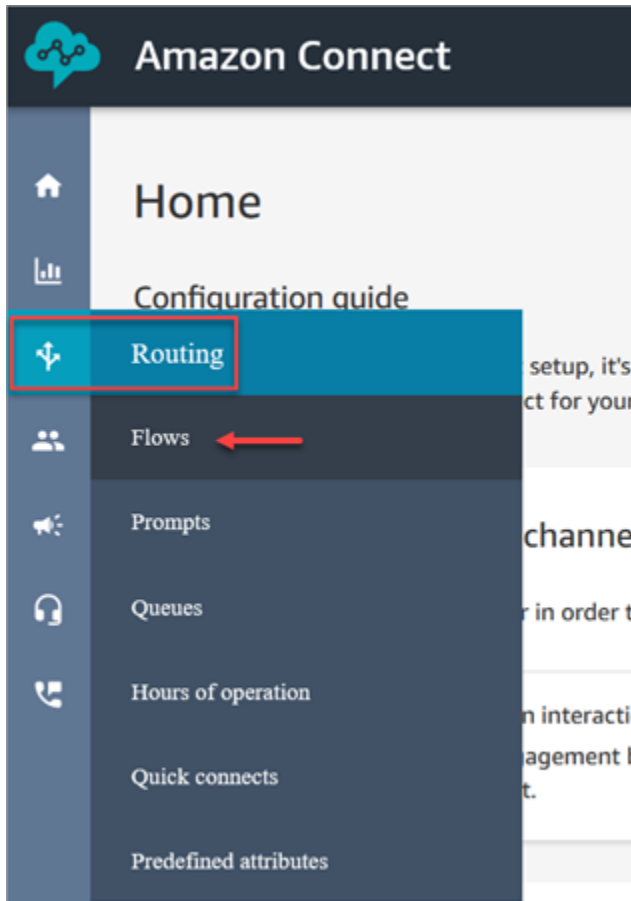 Amazon Connect
Home
Configuration guide
Routing
setup, it's
ct for your
Flows
Prompts
channe
Queues
r in order t
Hours of operation
n interacti
agement b
Quick connects
t.
Predefined attributes